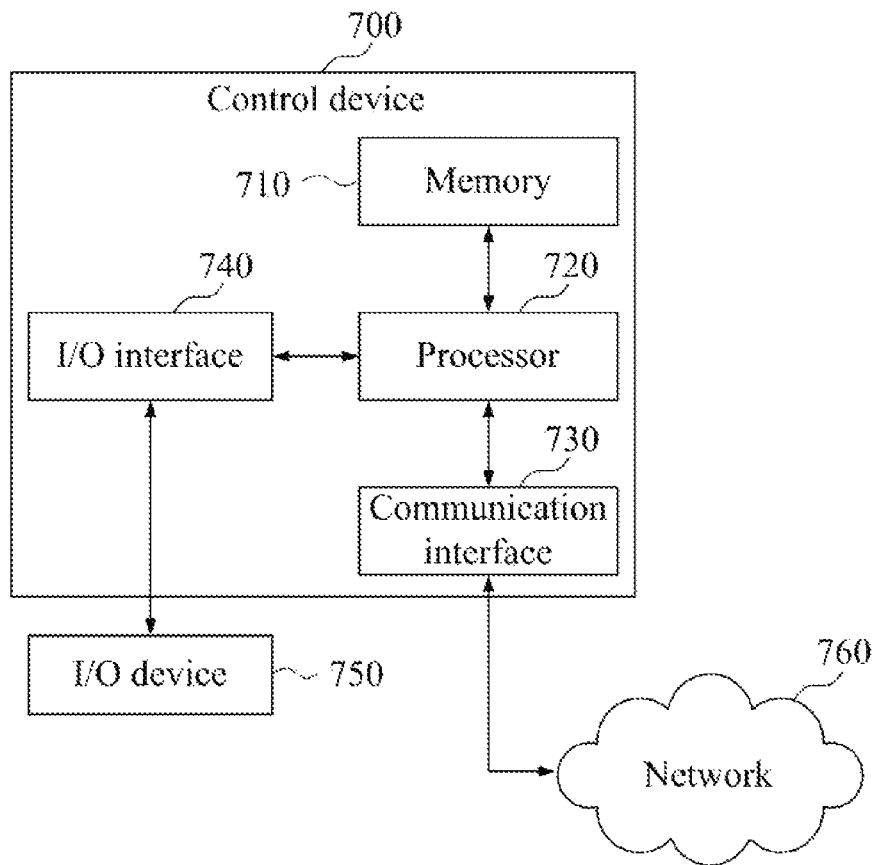 700
Control device
710
Memory
740
720
I/O interface
Processor
730
Communication
interface
I/O device
750
760
Network